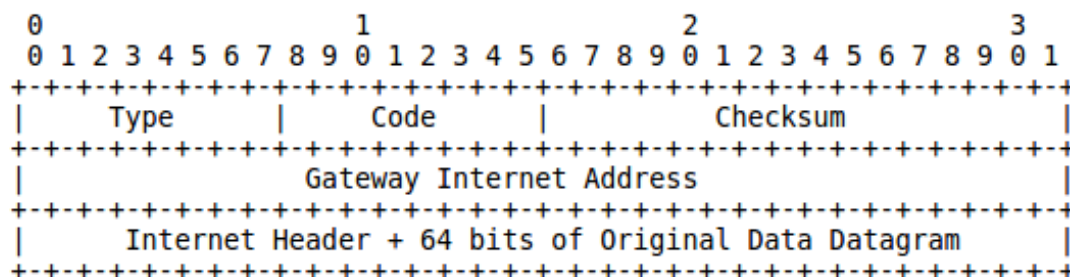 0                   1                   2                   3
0 1 2 3 4 5 6 7 8 9 0 1 2 3 4 5 6 7 8 9 0 1 2 3 4 5 6 7 8 9 0 1
+-+-+-+-+-+-+-+-+-+-+-+-+-+-+-+-+-+-+-+-+-+-+-+-+-+-+-+-+-+-+-+-+
|     Type      |     Code      |          Checksum             |
+-+-+-+-+-+-+-+-+-+-+-+-+-+-+-+-+-+-+-+-+-+-+-+-+-+-+-+-+-+-+-+-+
|                 Gateway Internet Address                      |
+-+-+-+-+-+-+-+-+-+-+-+-+-+-+-+-+-+-+-+-+-+-+-+-+-+-+-+-+-+-+-+-+
|      Internet Header + 64 bits of Original Data Datagram      |
+-+-+-+-+-+-+-+-+-+-+-+-+-+-+-+-+-+-+-+-+-+-+-+-+-+-+-+-+-+-+-+-+